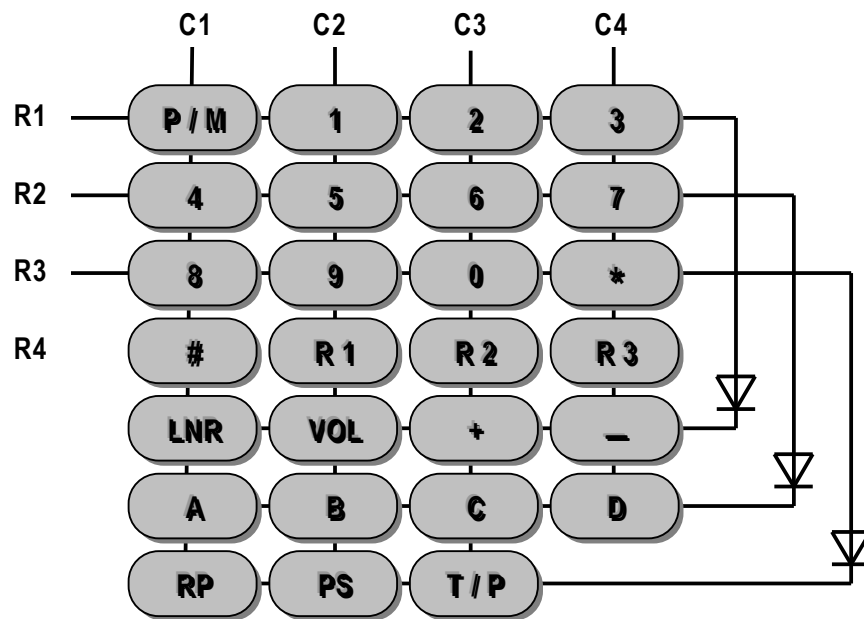 C1 C2 C3 C4
R1 P / M 1 2 3
R2 4 5 6 7
R3 8 9 0 *
R4 # R 1 R 2 R 3
LNR VOL + –
A B C D
RP PS T / P